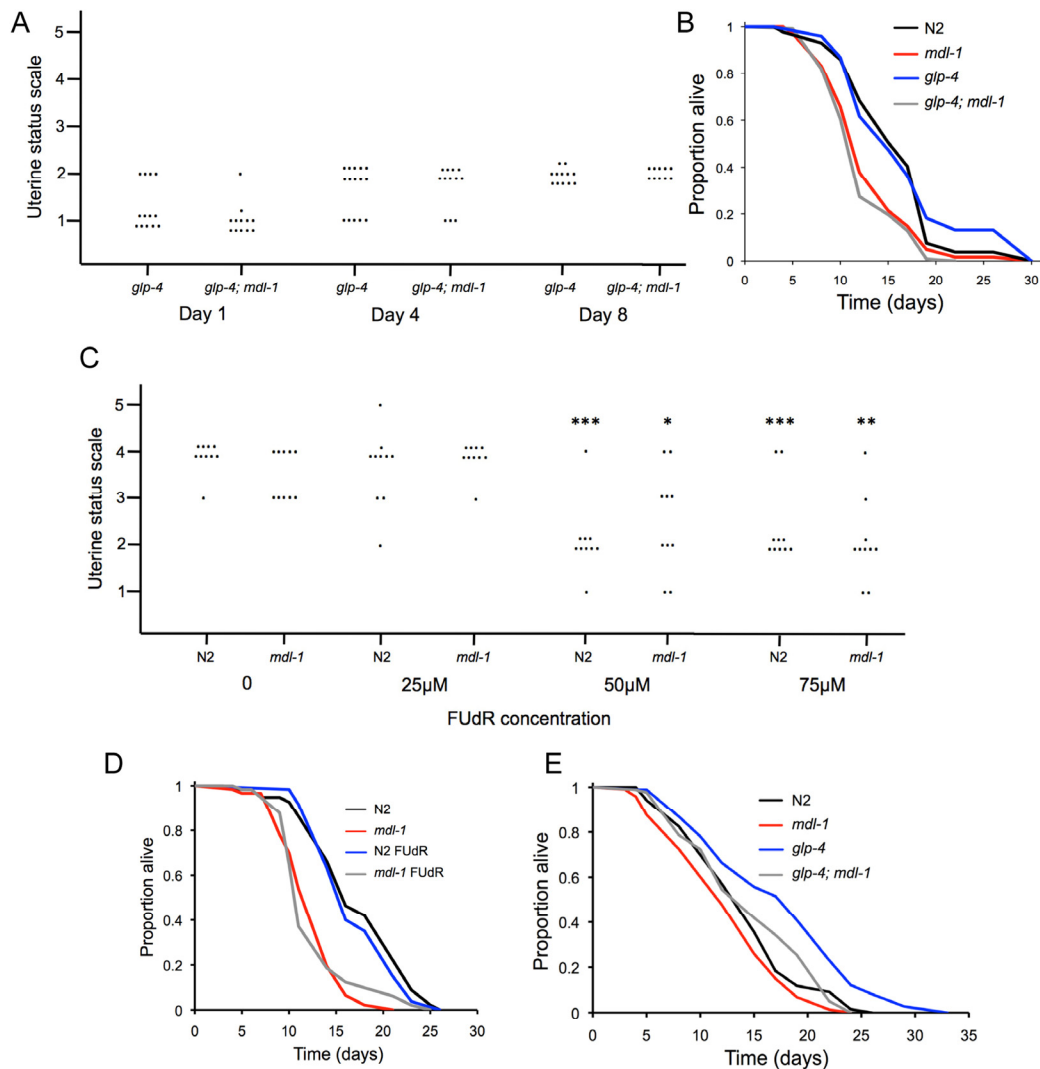 A
Uterine status scale
5
4
3
2
1
glp-4
glp-4; mdl-1
glp-4
glp-4; mdl-1
glp-4
glp-4; mdl-1
Day 1
Day 4
Day 8
B
Proportion alive
1
0.8
0.6
0.4
0.2
0
0 5 10 15 20 25 30
Time (days)
N2
mdl-1
glp-4
glp-4; mdl-1
C
Uterine status scale
5
4
3
2
1
*** * *** **
N2 mdl-1 N2 mdl-1 N2 mdl-1 N2 mdl-1
0 25μM 50μM 75μM
FUdR concentration
D
Proportion alive
1
0.8
0.6
0.4
0.2
0
0 5 10 15 20 25 30
Time (days)
N2
mdl-1
N2 FUdR
mdl-1 FUdR
E
Proportion alive
1
0.8
0.6
0.4
0.2
0
0 5 10 15 20 25 30 35
Time (days)
N2
mdl-1
glp-4
glp-4; mdl-1